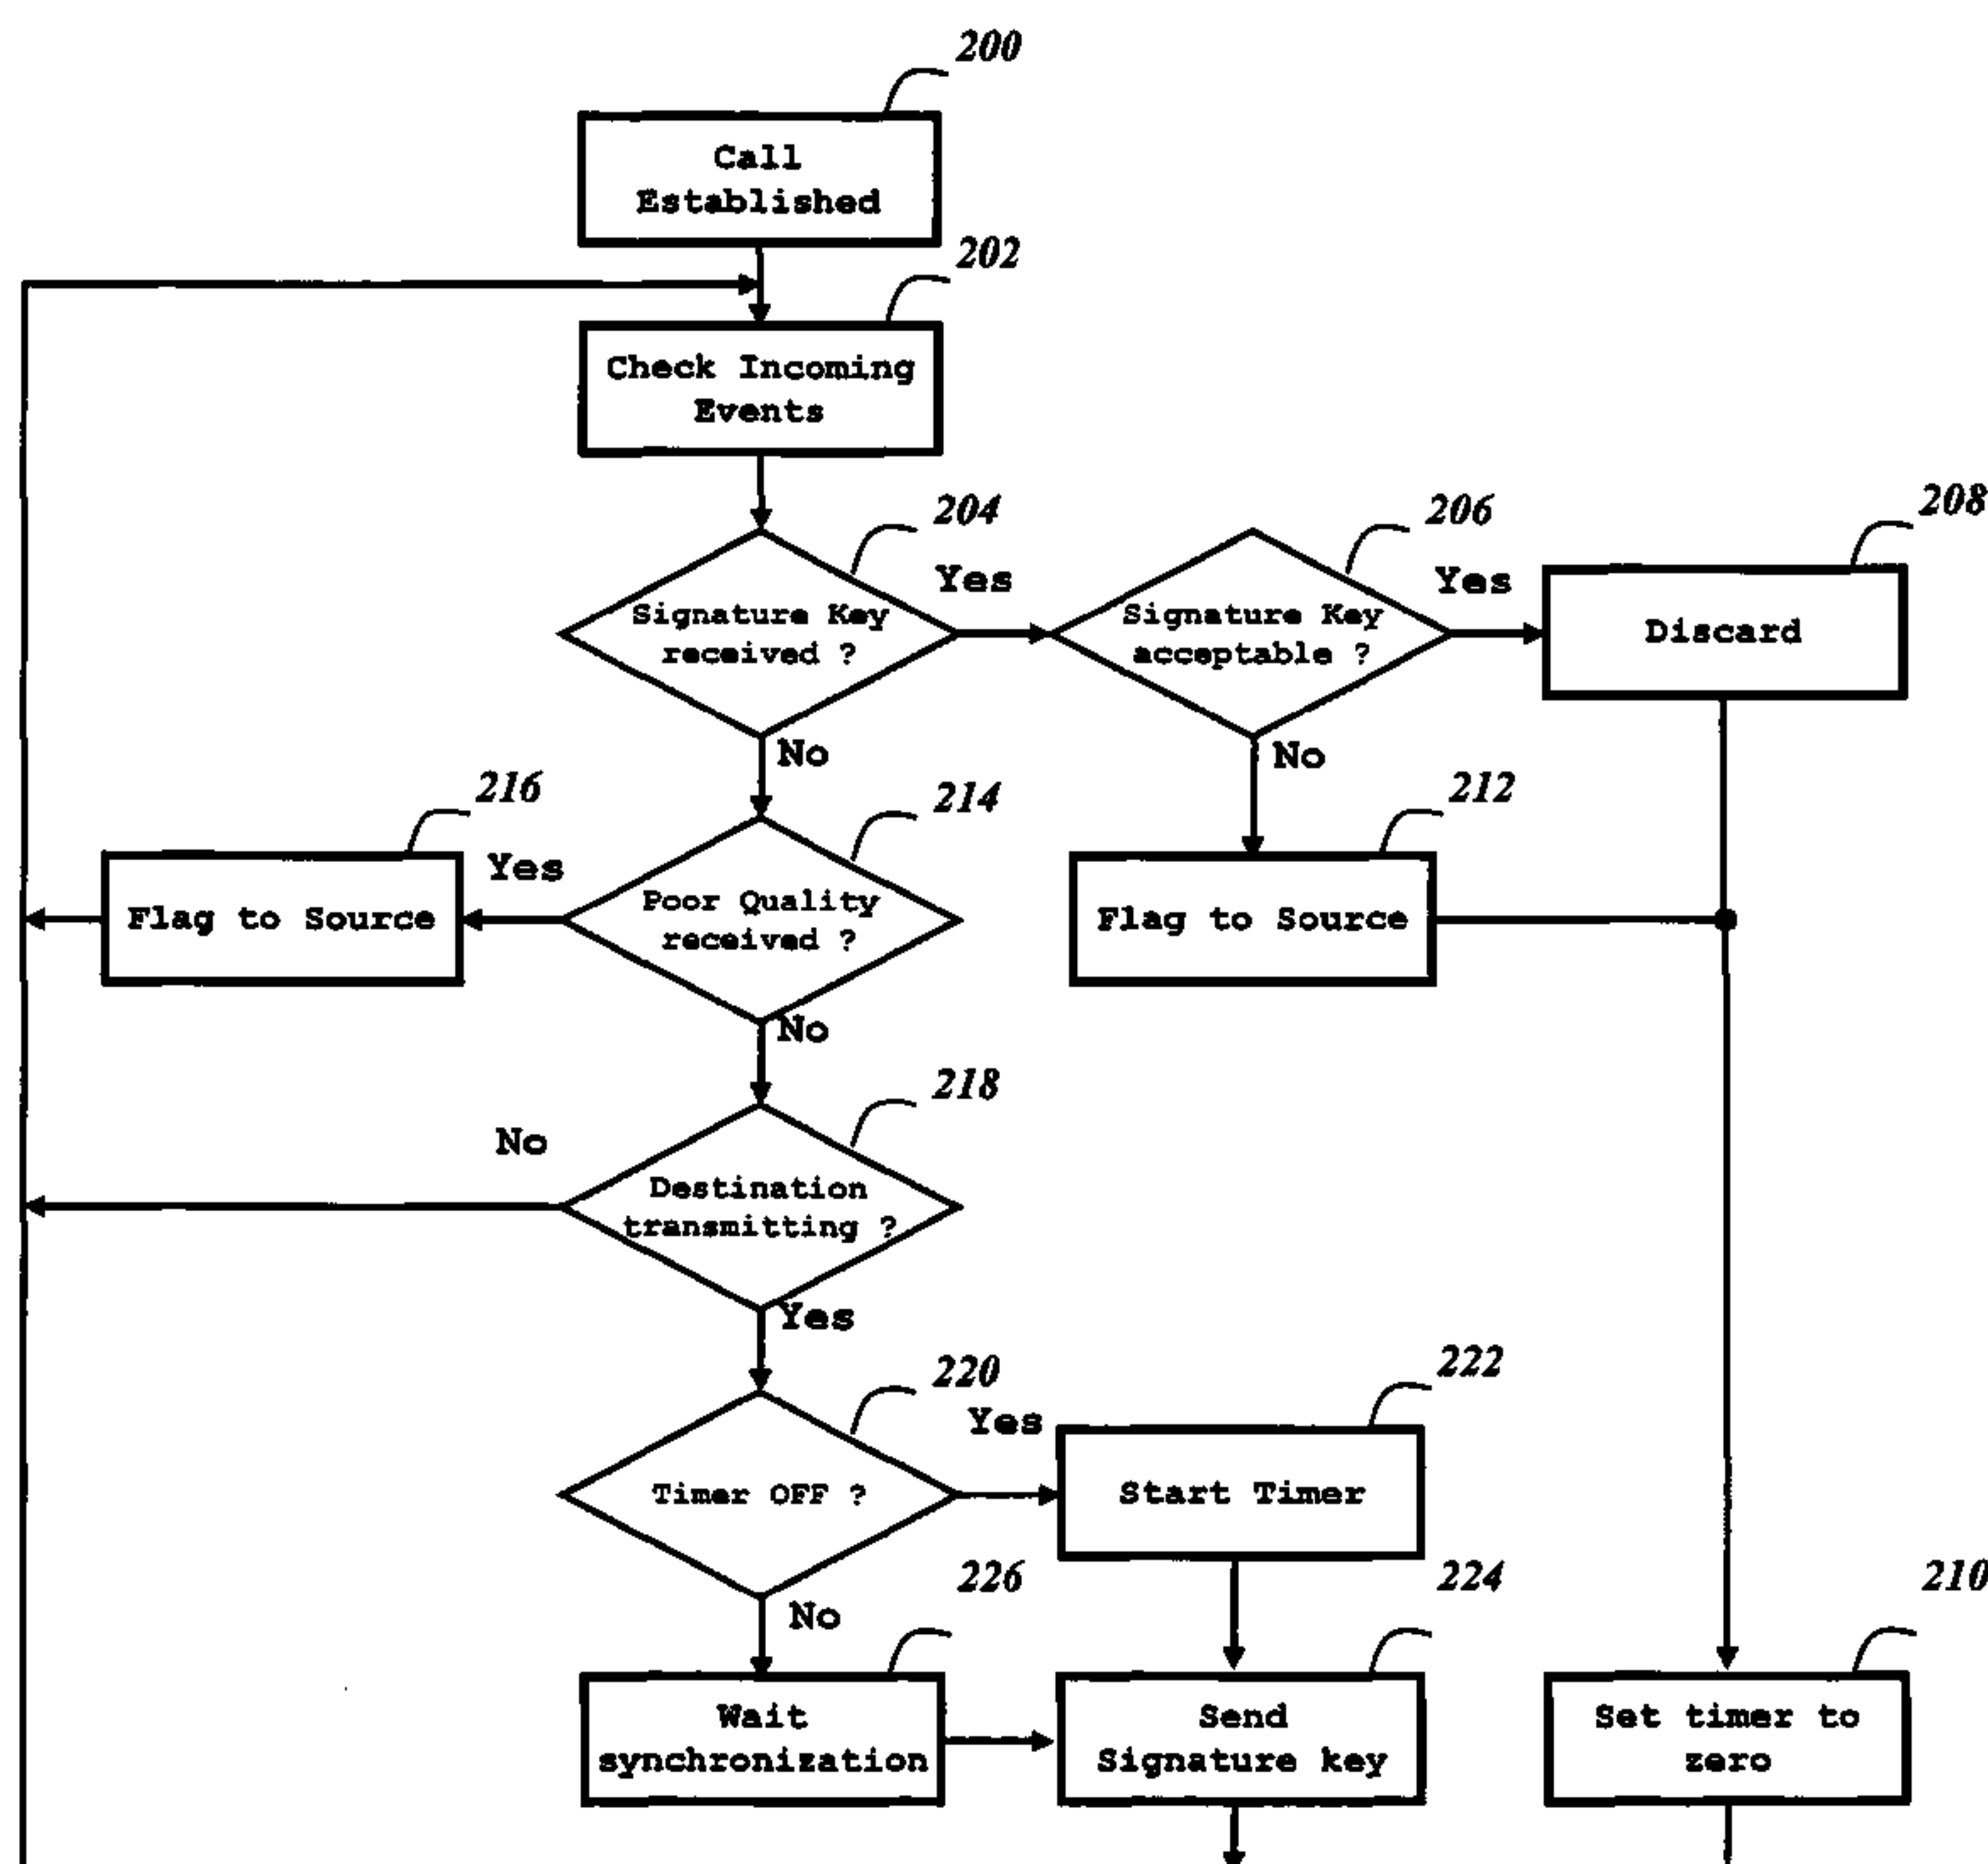 200
Call
Established
202
Check Incoming
Events
204
Signature Key
received ?
Yes
206
Signature Key
acceptable ?
Yes
208
Discard
No
No
216
Flag to Source
Yes
214
Poor Quality
received ?
212
Flag to Source
No
218
No
Destination
transmitting ?
Yes
220
Timer OFF ?
Yes
222
Start Timer
No
226
Wait
synchronization
224
Send
Signature key
210
Set timer to
zero